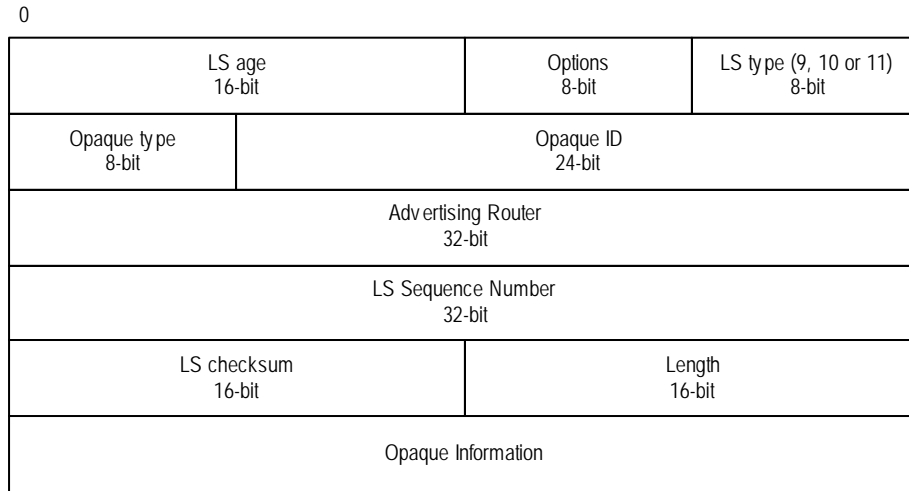 0
LS age
16-bit
Options
8-bit
LS type (9, 10 or 11)
8-bit
Opaque type
8-bit
Opaque ID
24-bit
Advertising Router
32-bit
LS Sequence Number
32-bit
LS checksum
16-bit
Length
16-bit
Opaque Information